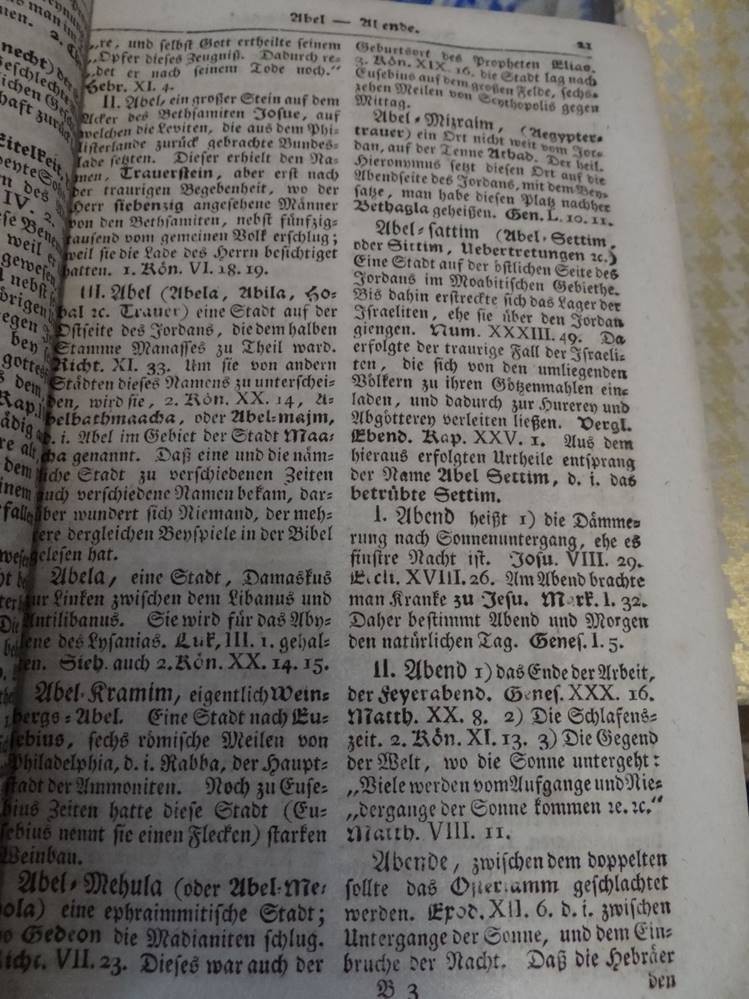 Abel — Abende.
21
„re, und selbst Gott ertheilte seinem
„Opfer dieses Zeugniß. Dadurch re-
„det er nach seinem Tode noch.“
Hebr. XI. 4.
II. Abel, ein großer Stein auf dem
Acker des Bethsamiten Josue, auf
welchen die Leviten, die aus dem Phi-
listerlande zurück gebrachte Bundes-
lade setzten. Dieser erhielt den Na-
men, Trauerstein, aber erst nach
der traurigen Begebenheit, wo der
Herr siebenzig angesehene Männer
von den Bethsamiten, nebst fünfzig-
tausend vom gemeinen Volk erschlug;
weil sie die Lade des Herrn besichtiget
hatten. 1. Kön. VI. 18. 19.
III. Abel (Abela, Abila, Ho-
bal ꝛc. Trauer) eine Stadt auf der
Ostseite des Jordans, die dem halben
Stamme Manasses zu Theil ward.
Richt. XI. 33. Um sie von andern
Städten dieses Namens zu unterschei-
den, wird sie, 2. Kön. XX. 14, A-
belbathmaacha, oder Abel-majm,
d. i. Abel im Gebiet der Stadt Maa-
cha genannt. Daß eine und die näm-
liche Stadt zu verschiedenen Zeiten
auch verschiedene Namen bekam, dar-
über wundert sich Niemand, der meh-
rere dergleichen Beyspiele in der Bibel
gelesen hat.
Abela, eine Stadt, Damaskus
zur Linken zwischen dem Libanus und
Antilibanus. Sie wird für das Aby-
lene des Lysanias. Luk, III. 1. gehal-
ten. Sieh. auch 2. Kön. XX. 14. 15.
Abel-Kramim, eigentlich Wein-
bergs-Abel. Eine Stadt nach Eu-
sebius, sechs römische Meilen von
Philadelphia, d. i. Rabba, der Haupt-
stadt der Ammoniten. Noch zu Euse-
bius Zeiten hatte diese Stadt (Eu-
sebius nennt sie einen Flecken) starken
Weinbau.
Abel-Mehula (oder Abel-Me-
hola) eine ephraimmitische Stadt;
wo Gedeon die Madianiten schlug.
Richt. VII. 23. Dieses war auch der
Geburtsort des Propheten Elias.
3. Kön. XIX. 16. die Stadt lag nach
Eusebius auf dem großen Felde, sechs-
zehen Meilen von Scythopolis gegen
Mittag.
Abel-Mizraim, (Aegypter-
trauer) ein Ort nicht weit vom Jor-
dan, auf der Tenne Athad. Der heil.
Hieronymus setzt diesen Ort auf die
Abendseite des Jordans, mit dem Bey-
satze, man habe diesen Platz nachher
Bethagla geheißen. Gen. L. 10. 11.
Abel-sattim (Abel-Settim,
oder Sittim, Uebertretungen ꝛc.)
Eine Stadt auf der östlichen Seite des
Jordans im Moabitischen Gebiethe.
Bis dahin erstreckte sich das Lager der
Israeliten, ehe sie über den Jordan
giengen. Num. XXXIII. 49. Da
erfolgte der traurige Fall der Israeli-
ten, die sich von den umliegenden
Völkern zu ihren Götzenmahlen ein-
laden, und dadurch zur Hurerey und
Abgötterey verleiten ließen. Vergl.
Ebend. Kap. XXV. 1. Aus dem
hieraus erfolgten Urtheile entsprang
der Name Abel Settim, d. i. das
betrübte Settim.
I. Abend heißt 1) die Dämme-
rung nach Sonnenuntergang, ehe es
finstre Nacht ist. Josu. VIII. 29.
Eccli. XVIII. 26. Am Abend brachte
man Kranke zu Jesu. Mark. I. 32.
Daher bestimmt Abend und Morgen
den natürlichen Tag. Genes. I. 5.
II. Abend 1) das Ende der Arbeit,
der Feyerabend. Genes. XXX. 16.
Matth. XX. 8. 2) Die Schlafens-
zeit. 2. Kön. XI. 13. 3) Die Gegend
der Welt, wo die Sonne untergeht:
„Viele werden vom Aufgange und Nie-
„dergange der Sonne kommen ꝛc. ꝛc.“
Matth. VIII. 11.
Abende, zwischen dem doppelten
sollte das Osterlamm geschlachtet
werden. Exod. XII. 6. d. i. zwischen
Untergange der Sonne, und dem Ein-
bruche der Nacht. Daß die Hebräer
B 3
den